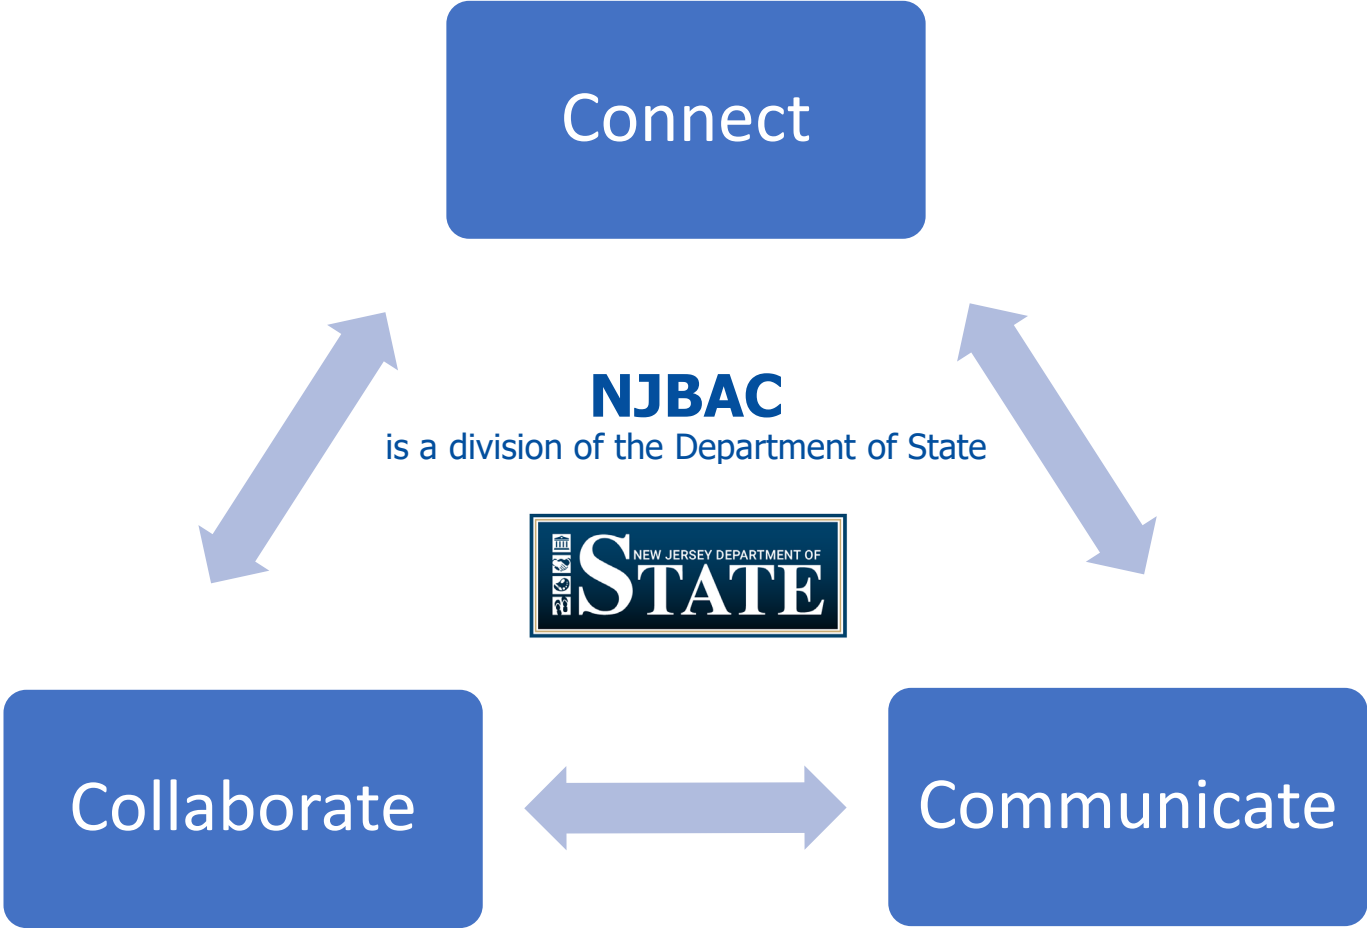 Connect
NJBAC
is a division of the Department of State
NEW JERSEY DEPARTMENT OF
STATE
Collaborate
Communicate